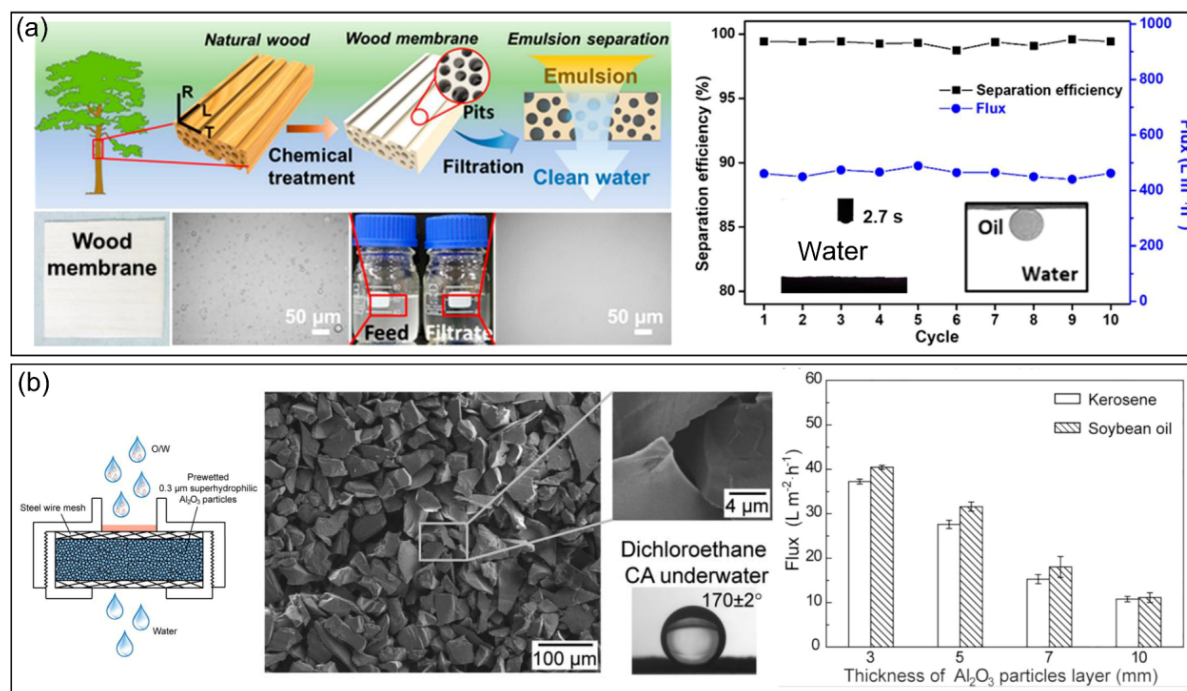 (a)
Natural wood
Wood membrane
Emulsion separation
R
L
T
Pits
Emulsion
Chemical
treatment
Filtration
Clean water
Wood
membrane
50 μm
Feed
Filtrate
50 μm
Separation efficiency (%)
100
95
90
85
80
Separation efficiency
Flux
2.7 s
Water
Oil
Water
1000
800
600
400
200
0
1 2 3 4 5 6 7 8 9 10
Cycle
(b)
O/W
Prewetted
0.3 μm superhydrophilic
Al₂O₃ particles
Steel wire mesh
Water
100 μm
4 μm
Dichloroethane
CA underwater
170±2°
Flux (L m⁻²·h⁻¹)
60
50
40
30
20
10
0
Kerosene
Soybean oil
3 5 7 10
Thickness of Al₂O₃ particles layer (mm)